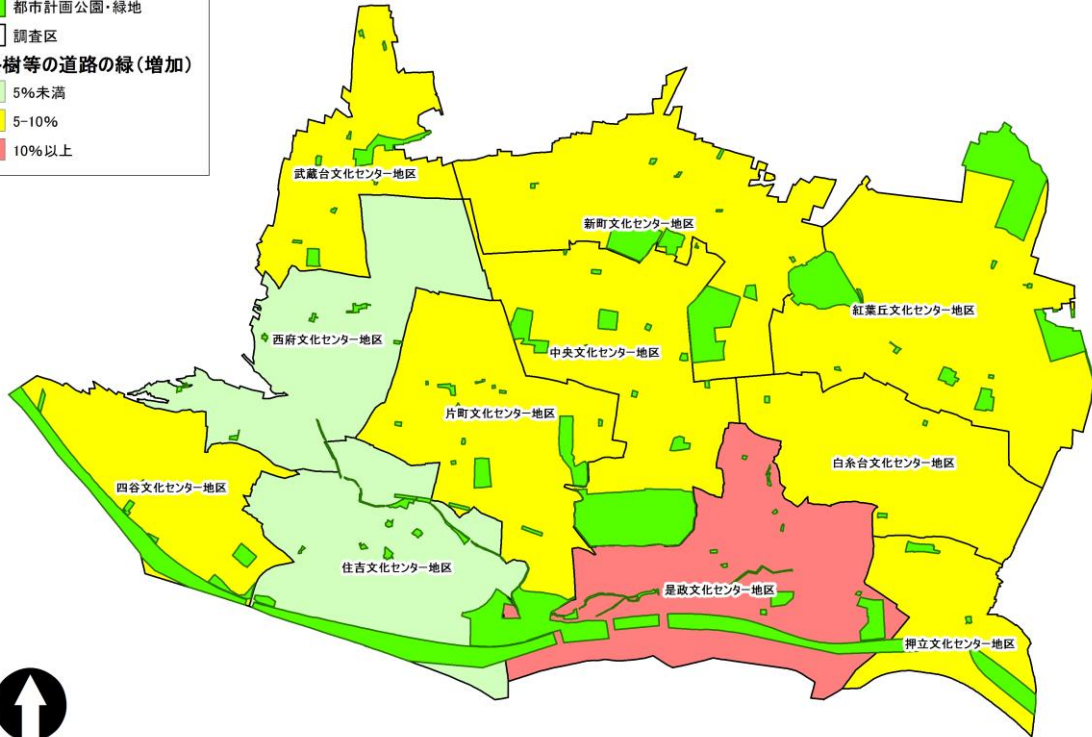 都市計画公園・緑地
調査区
樹等の道路の緑(増加)
5%未満
5-10%
10%以上
武蔵台文化センター地区
新町文化センター地区
紅葉丘文化センター地区
西府文化センター地区
中央文化センター地区
片町文化センター地区
白糸台文化センター地区
四谷文化センター地区
住吉文化センター地区
是政文化センター地区
押立文化センター地区